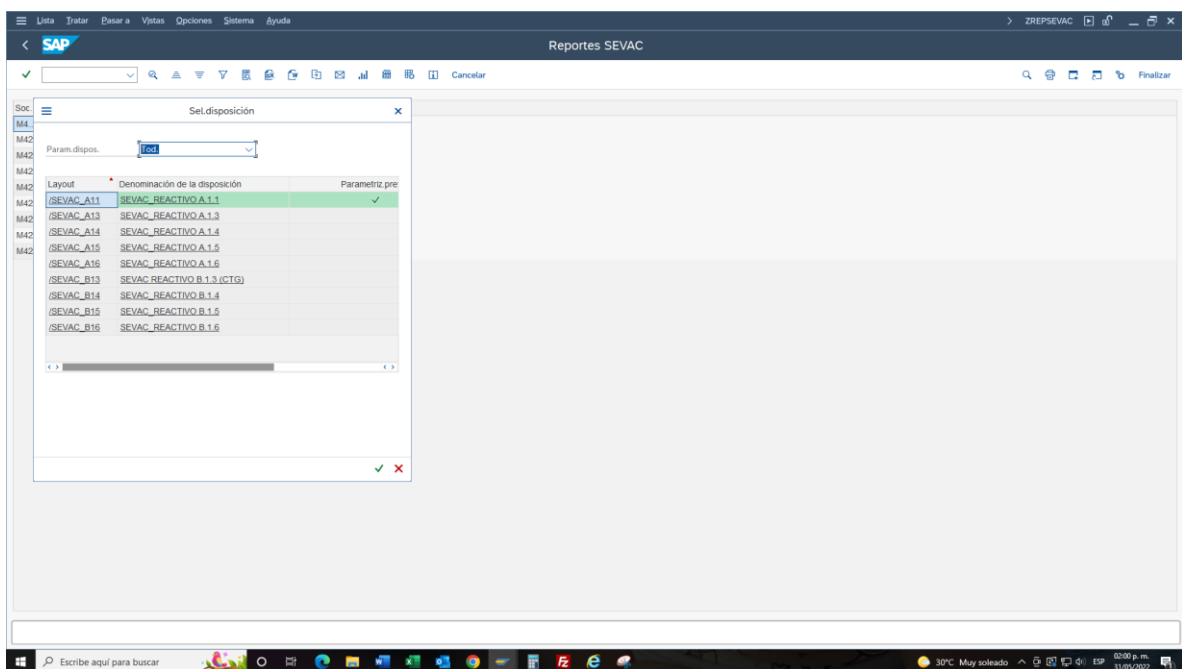 Lista Tratar Pasar a Vistas Opciones Sistema Ayuda
ZREPSEVAC
SAP Reportes SEVAC
Cancelar Finalizar
Soc.
M4..
M42
M42
M42
M42
M42
M42
M42
M42
Sel.disposición
Param.dispos. Tod.
Layout Denominación de la disposición Parametriz.pre
/SEVAC_A11 SEVAC_REACTIVO A.1.1
/SEVAC_A13 SEVAC_REACTIVO A.1.3
/SEVAC_A14 SEVAC_REACTIVO A.1.4
/SEVAC_A15 SEVAC_REACTIVO A.1.5
/SEVAC_A16 SEVAC_REACTIVO A.1.6
/SEVAC_B13 SEVAC REACTIVO B.1.3 (CTG)
/SEVAC_B14 SEVAC_REACTIVO B.1.4
/SEVAC_B15 SEVAC_REACTIVO B.1.5
/SEVAC_B16 SEVAC_REACTIVO B.1.6
Escribe aquí para buscar
30°C Muy soleado
ESP
02:00 p. m.
31/05/2022